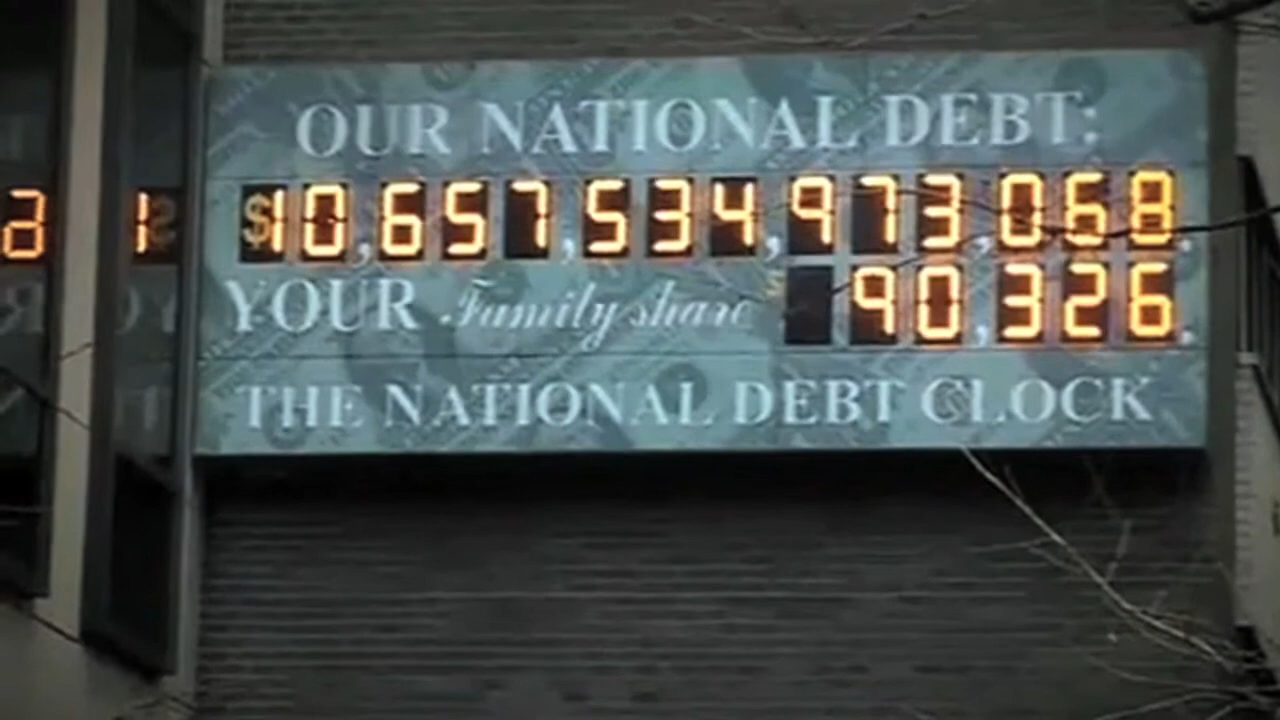 OUR NATIONAL DEBT:
$10,657,534,973,068.
YOUR Family share $90,326.
THE NATIONAL DEBT CLOCK